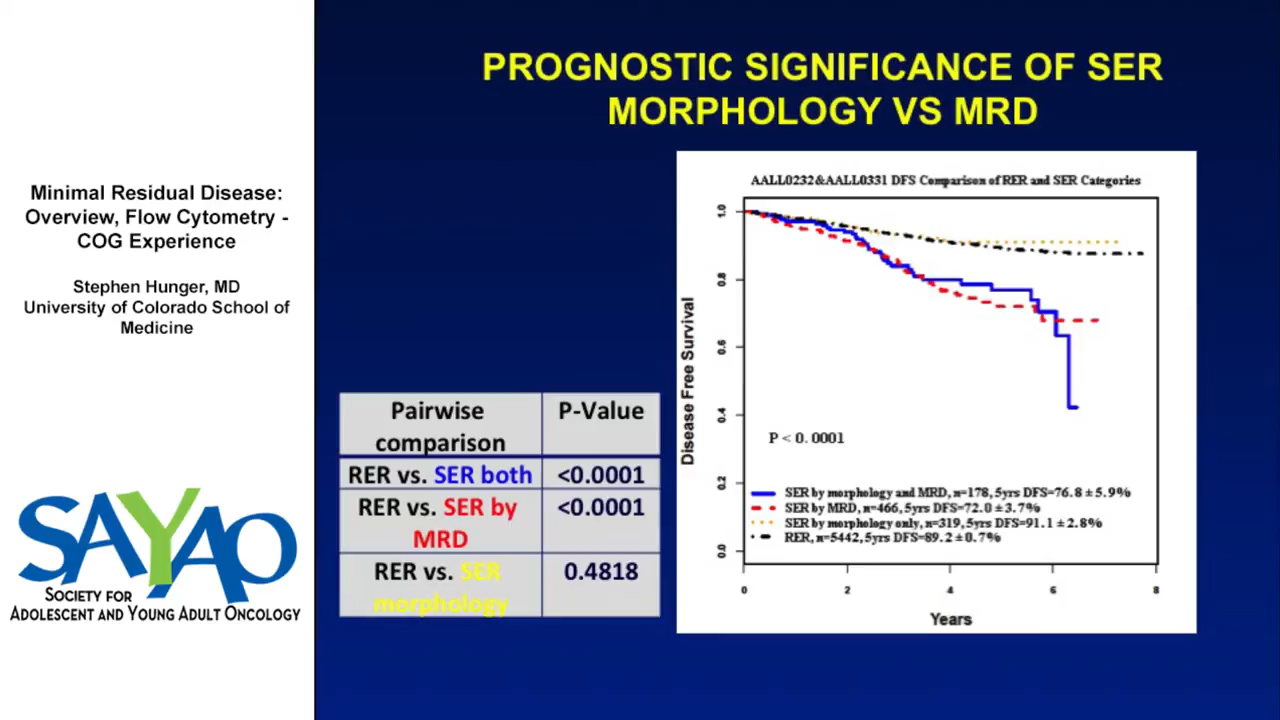 PROGNOSTIC SIGNIFICANCE OF SER
MORPHOLOGY VS MRD
Minimal Residual Disease:
Overview, Flow Cytometry -
COG Experience
Stephen Hunger, MD
University of Colorado School of
Medicine
SAYAO
SOCIETY FOR
ADOLESCENT AND YOUNG ADULT ONCOLOGY
Pairwise comparison P-Value
RER vs. SER both <0.0001
RER vs. SER by MRD <0.0001
RER vs. SER morphology 0.4818
AALL0232&AALL0331 DFS Comparison of RER and SER Categories
Disease Free Survival
1.0
0.8
0.6
0.4
0.2
0.0
P < 0.0001
SER by morphology and MRD, n=178, 5yrs DFS=76.8 ± 5.9%
SER by MRD, n=466, 5yrs DFS=72.0 ± 3.7%
SER by morphology only, n=319, 5yrs DFS=91.1 ± 2.8%
RER, n=5442, 5yrs DFS=89.2 ± 0.7%
0 2 4 6 8
Years